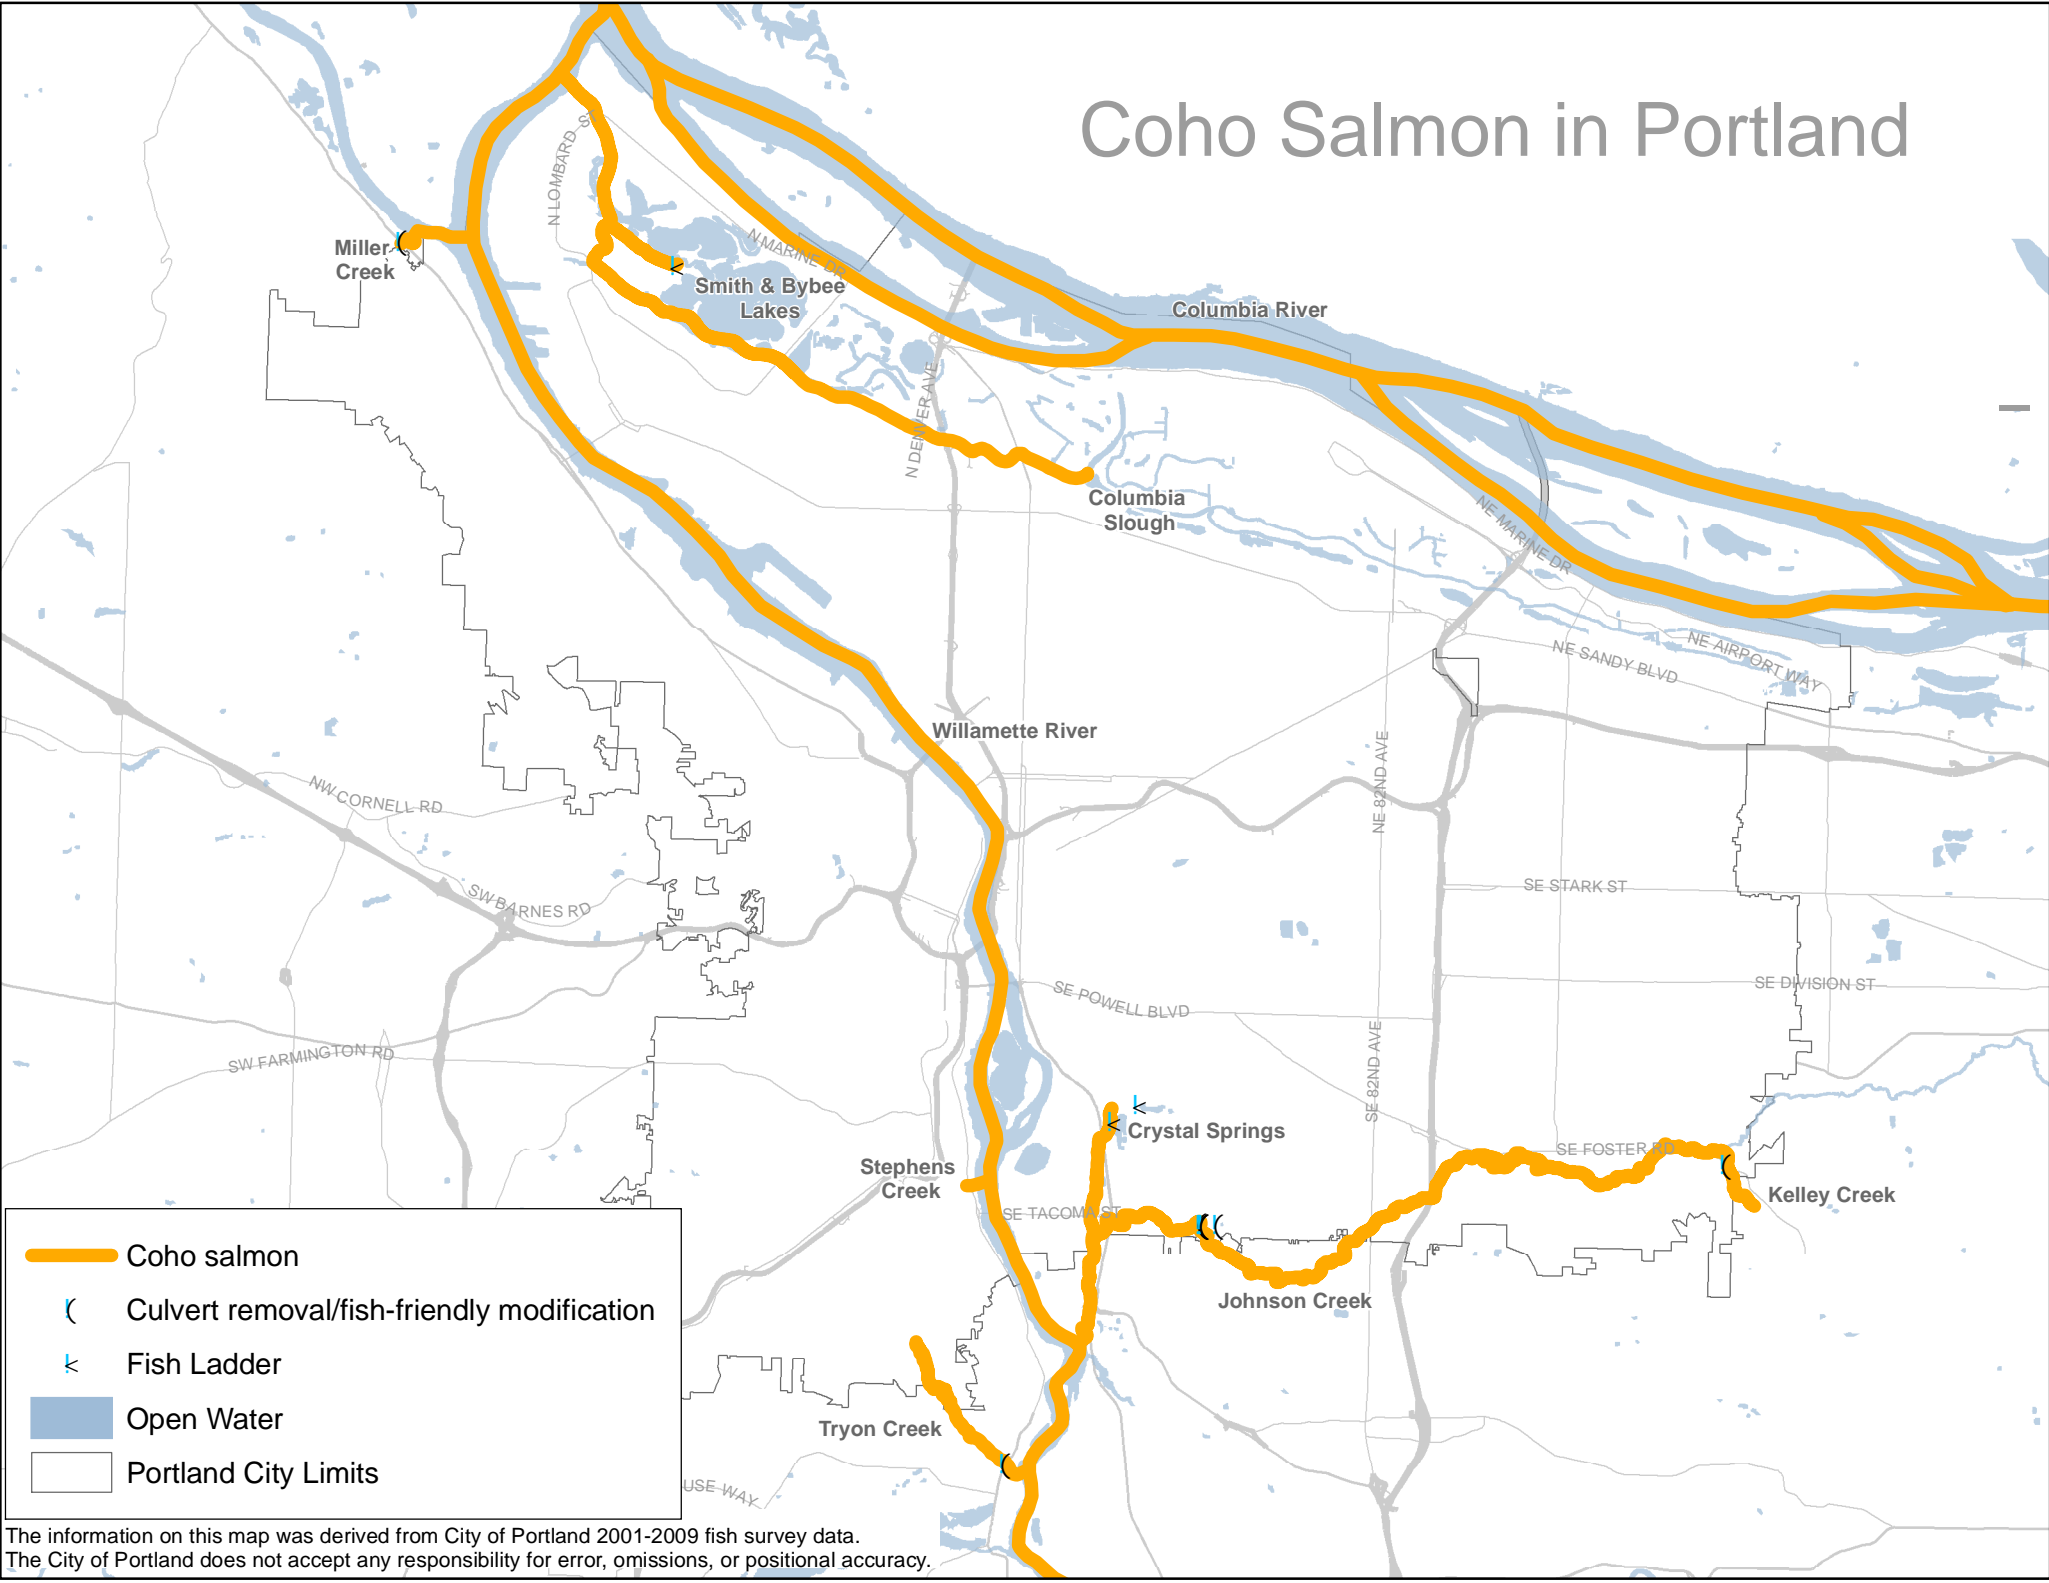 Coho Salmon in Portland
N LOMBARD ST
Miller
Creek
N MARINE DR
Smith & Bybee
Lakes
Columbia River
N DENVER AVE
Columbia
Slough
NE MARINE DR
NE SANDY BLVD
NE AIRPORT WAY
Willamette River
NW CORNELL RD
NE 82ND AVE
SW BARNES RD
SE STARK ST
SE POWELL BLVD
SE DIVISION ST
SW FARMINGTON RD
SE 82ND AVE
Crystal Springs
SE FOSTER RD
Stephens
Creek
Kelley Creek
SE TACOMA ST
Johnson Creek
Tryon Creek
USE WAY
Coho salmon
Culvert removal/fish-friendly modification
Fish Ladder
Open Water
Portland City Limits
The information on this map was derived from City of Portland 2001-2009 fish survey data.
The City of Portland does not accept any responsibility for error, omissions, or positional accuracy.